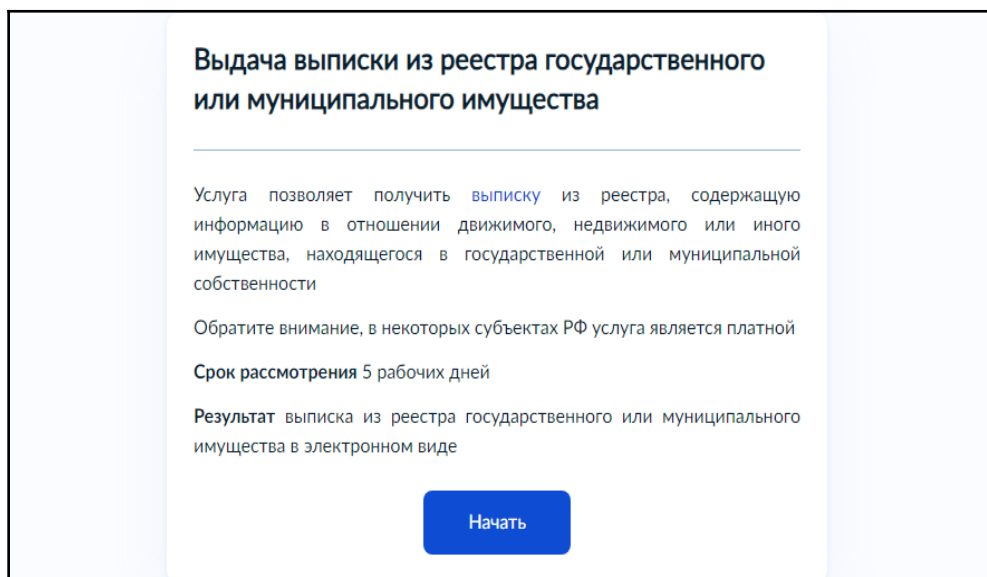 Выдача выписки из реестра государственного
или муниципального имущества
Услуга позволяет получить выписку из реестра, содержащую
информацию в отношении движимого, недвижимого или иного
имущества, находящегося в государственной или муниципальной
собственности
Обратите внимание, в некоторых субъектах РФ услуга является платной
Срок рассмотрения 5 рабочих дней
Результат выписка из реестра государственного или муниципального
имущества в электронном виде
Начать